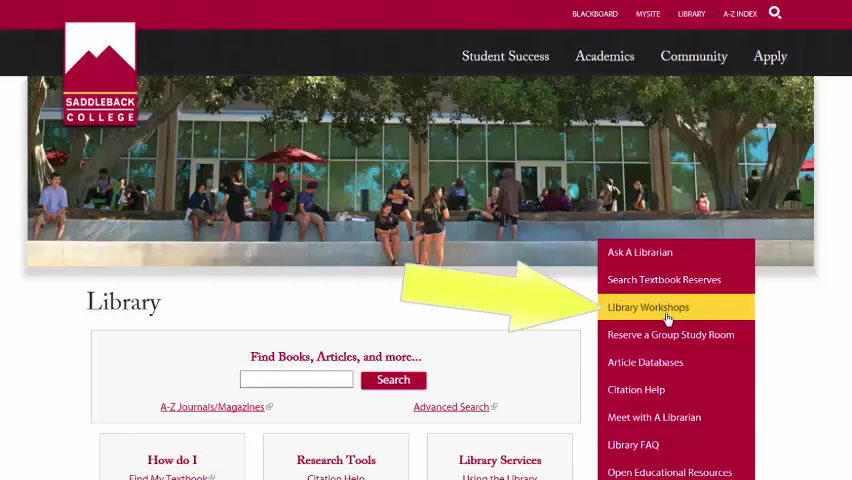 BLACKBOARD MYSITE LIBRARY A-Z INDEX
Student Success Academics Community Apply
SADDLEBACK
COLLEGE
Ask A Librarian
Search Textbook Reserves
Library Workshops
Reserve a Group Study Room
Article Databases
Citation Help
Meet with A Librarian
Library FAQ
Open Educational Resources
Library
Find Books, Articles, and more...
Search
A-Z Journals/Magazines Advanced Search
How do I Research Tools Library Services
Find My Textbook Citation Help Using the Library